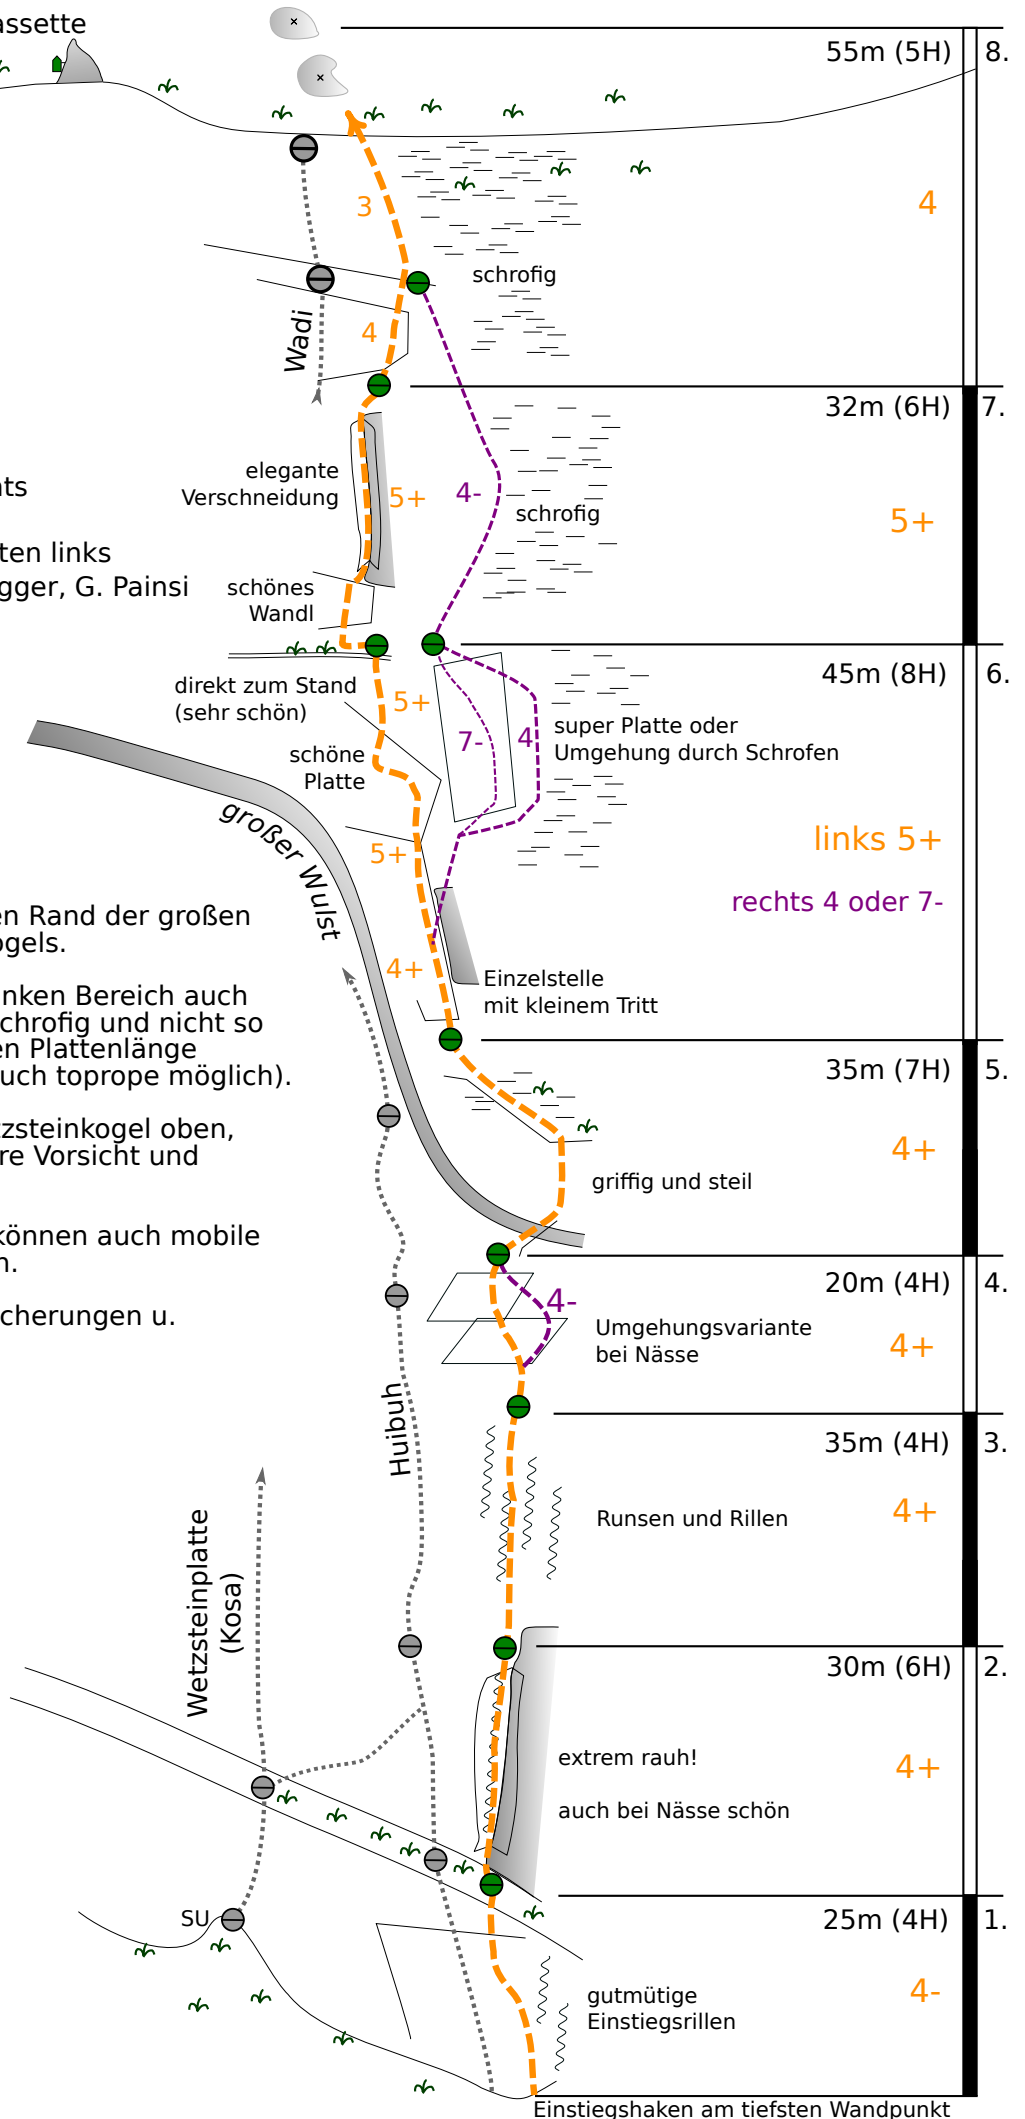 assette
55m (5H) 8.
3
4
schrofig
Wadi
4
32m (6H) 7.
elegante
Verschneidung
5+
4-
schrofig
5+
ts
ten links
gger, G. Painsi
schönes
Wandl
45m (8H) 6.
direkt zum Stand
(sehr schön)
5+
7-
4
super Platte oder
Umgehung durch Schrofen
schöne
Platte
großer Wulst
5+
links 5+
rechts 4 oder 7-
en Rand der großen
ogels.
4+
Einzelstelle
mit kleinem Tritt
nken Bereich auch
chrofig und nicht so
en Plattenlänge
uch toprope möglich).
35m (7H) 5.
tzsteinkogel oben,
re Vorsicht und
4+
griffig und steil
können auch mobile
n.
20m (4H) 4.
4-
cherungen u.
Umgehungsvariante
bei Nässe
4+
Huibuh
35m (4H) 3.
Runsen und Rillen
4+
Wetzsteinplatte
(Kosa)
30m (6H) 2.
extrem rauh!
4+
auch bei Nässe schön
SU
25m (4H) 1.
gutmütige
Einstiegsrillen
4-
Einstiegshaken am tiefsten Wandpunkt